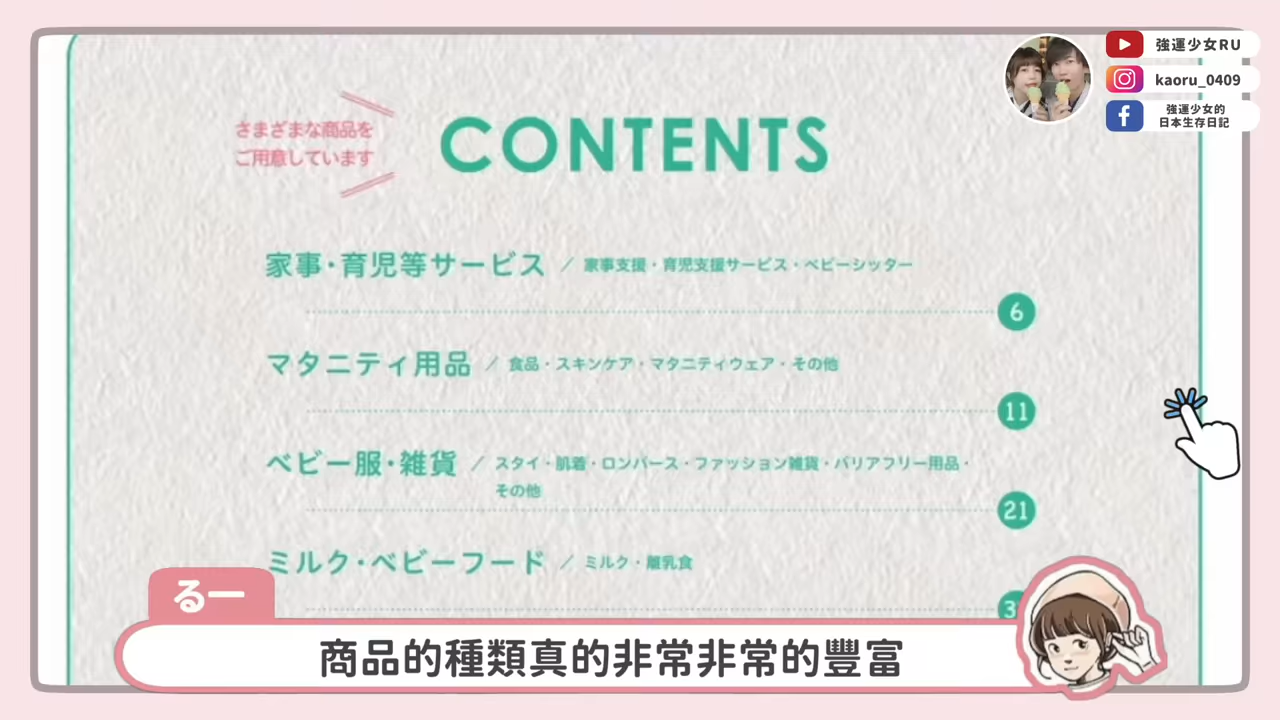 さまざまな商品を
ご用意しています
CONTENTS
強運少女RU
kaoru_0409
強運少女的
日本生存日記
家事・育児等サービス / 家事支援・育児支援サービス・ベビーシッター
6
マタニティ用品 / 食品・スキンケア・マタニティウェア・その他
11
ベビー服・雑貨 / スタイ・肌着・ロンパース・ファッション雑貨・バリアフリー用品・
その他
21
ミルク・ベビーフード / ミルク・離乳食
るー
商品的種類真的非常非常的豐富